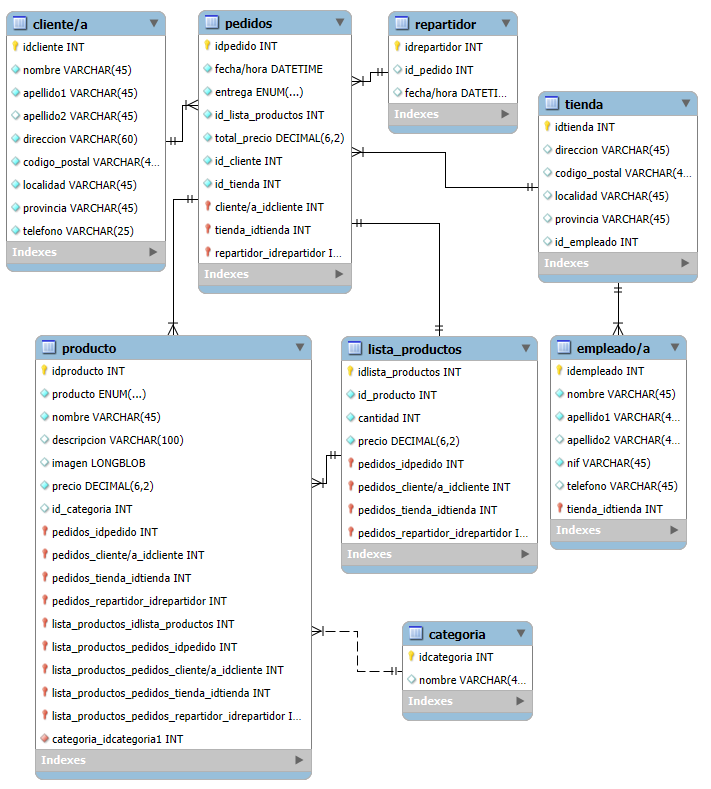 cliente/a
idcliente INT
nombre VARCHAR(45)
apellido1 VARCHAR(45)
apellido2 VARCHAR(45)
direccion VARCHAR(60)
codigo_postal VARCHAR(4...
localidad VARCHAR(45)
provincia VARCHAR(45)
telefono VARCHAR(25)
Indexes
pedidos
idpedido INT
fecha/hora DATETIME
entrega ENUM(...)
id_lista_productos INT
total_precio DECIMAL(6,2)
id_cliente INT
id_tienda INT
cliente/a_idcliente INT
tienda_idtienda INT
repartidor_idrepartidor I...
Indexes
repartidor
idrepartidor INT
id_pedido INT
fecha/hora DATETI...
Indexes
tienda
idtienda INT
direccion VARCHAR(45)
codigo_postal VARCHAR(4...
localidad VARCHAR(45)
provincia VARCHAR(45)
id_empleado INT
Indexes
producto
idproducto INT
producto ENUM(...)
nombre VARCHAR(45)
descripcion VARCHAR(100)
imagen LONGBLOB
precio DECIMAL(6,2)
id_categoria INT
pedidos_idpedido INT
pedidos_cliente/a_idcliente INT
pedidos_tienda_idtienda INT
pedidos_repartidor_idrepartidor INT
lista_productos_idlista_productos INT
lista_productos_pedidos_idpedido INT
lista_productos_pedidos_cliente/a_idcliente INT
lista_productos_pedidos_tienda_idtienda INT
lista_productos_pedidos_repartidor_idrepartidor I...
categoria_idcategoria1 INT
Indexes
lista_productos
idlista_productos INT
id_producto INT
cantidad INT
precio DECIMAL(6,2)
pedidos_idpedido INT
pedidos_cliente/a_idcliente INT
pedidos_tienda_idtienda INT
pedidos_repartidor_idrepartidor I...
Indexes
empleado/a
idempleado INT
nombre VARCHAR(45)
apellido1 VARCHAR(4...
apellido2 VARCHAR(4...
nif VARCHAR(45)
telefono VARCHAR(45)
tienda_idtienda INT
Indexes
categoria
idcategoria INT
nombre VARCHAR(4...
Indexes